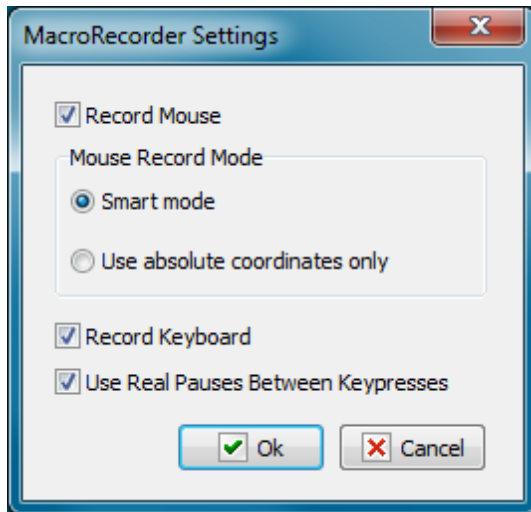 MacroRecorder Settings
Record Mouse
Mouse Record Mode
Smart mode
Use absolute coordinates only
Record Keyboard
Use Real Pauses Between Keypresses
Ok Cancel